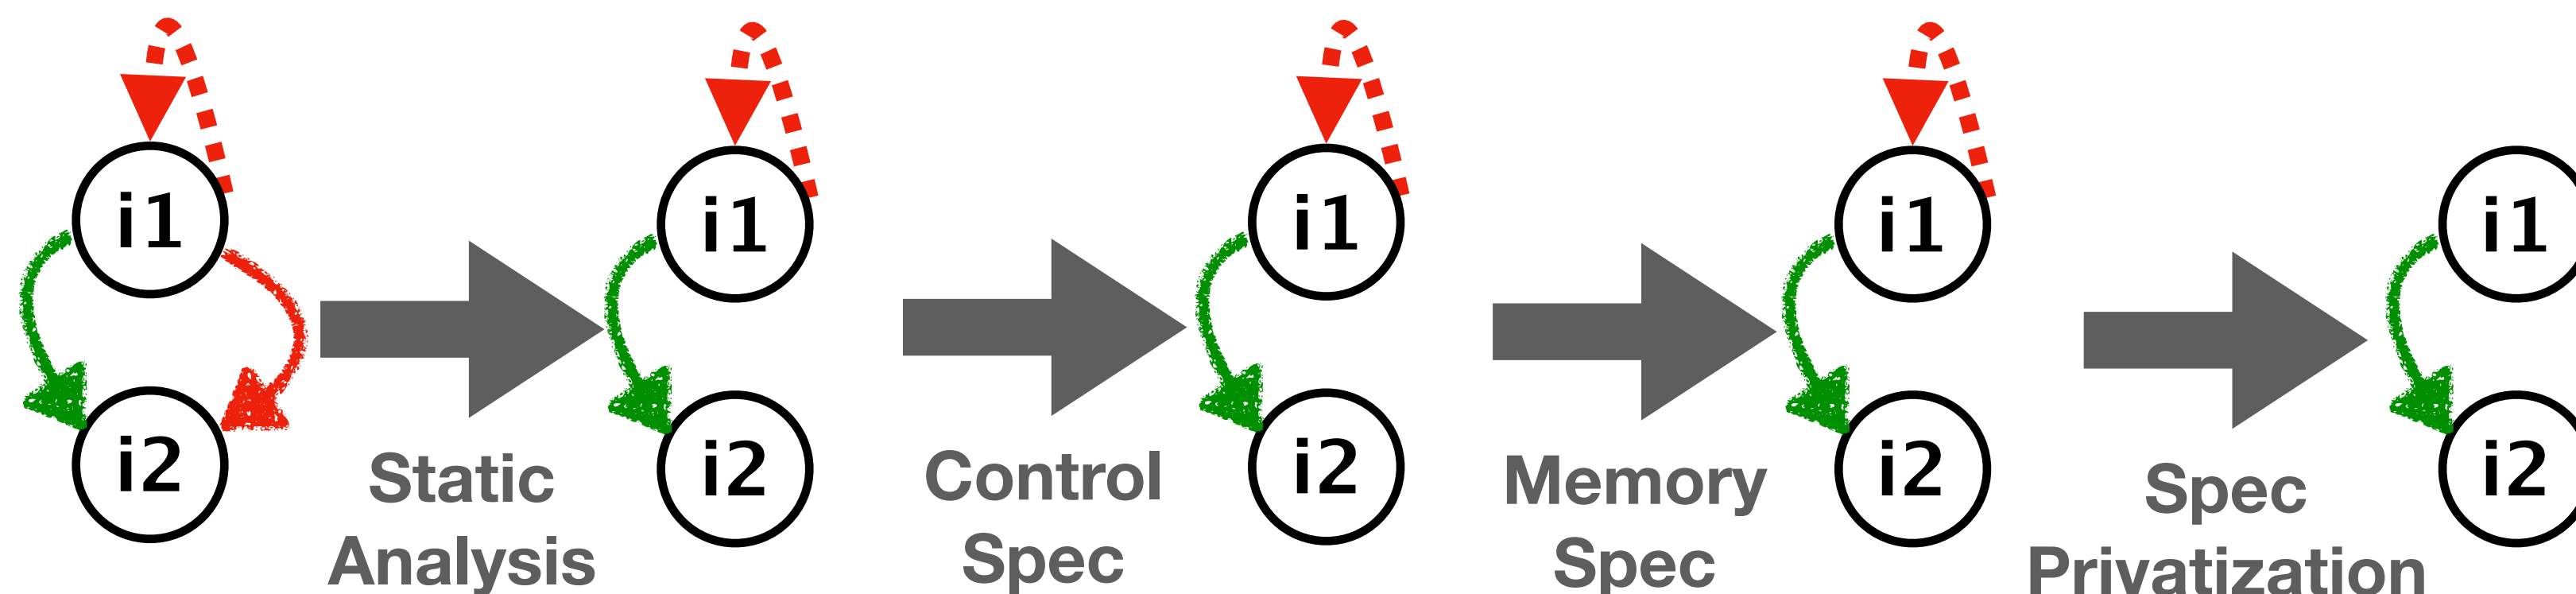 i1
i2
Static
Analysis
i1
i2
Control
Spec
i1
i2
Memory
Spec
i1
i2
Spec
Privatization
i1
i2